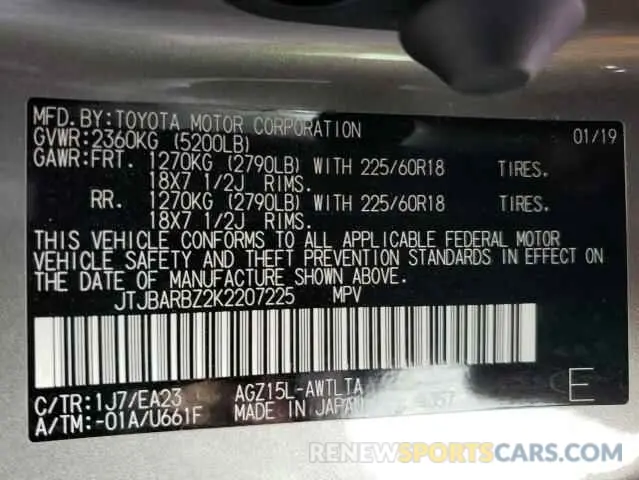 MFD. BY: TOYOTA MOTOR CORPORATION 01/19
GVWR: 2360KG (5200LB)
GAWR: FRT. 1270KG (2790LB) WITH 225/60R18 TIRES.
18X7 1/2J RIMS.
RR. 1270KG (2790LB) WITH 225/60R18 TIRES.
18X7 1/2J RIMS.
THIS VEHICLE CONFORMS TO ALL APPLICABLE FEDERAL MOTOR
VEHICLE SAFETY AND THEFT PREVENTION STANDARDS IN EFFECT ON
THE DATE OF MANUFACTURE SHOWN ABOVE.
JTJBARBZ2K2207225 MPV
C/TR: 1J7/EA23 AGZ15L-AWTLTA E
A/TM: -01A/U661F MADE IN JAPAN
RESEARCHNEWCARS.COM